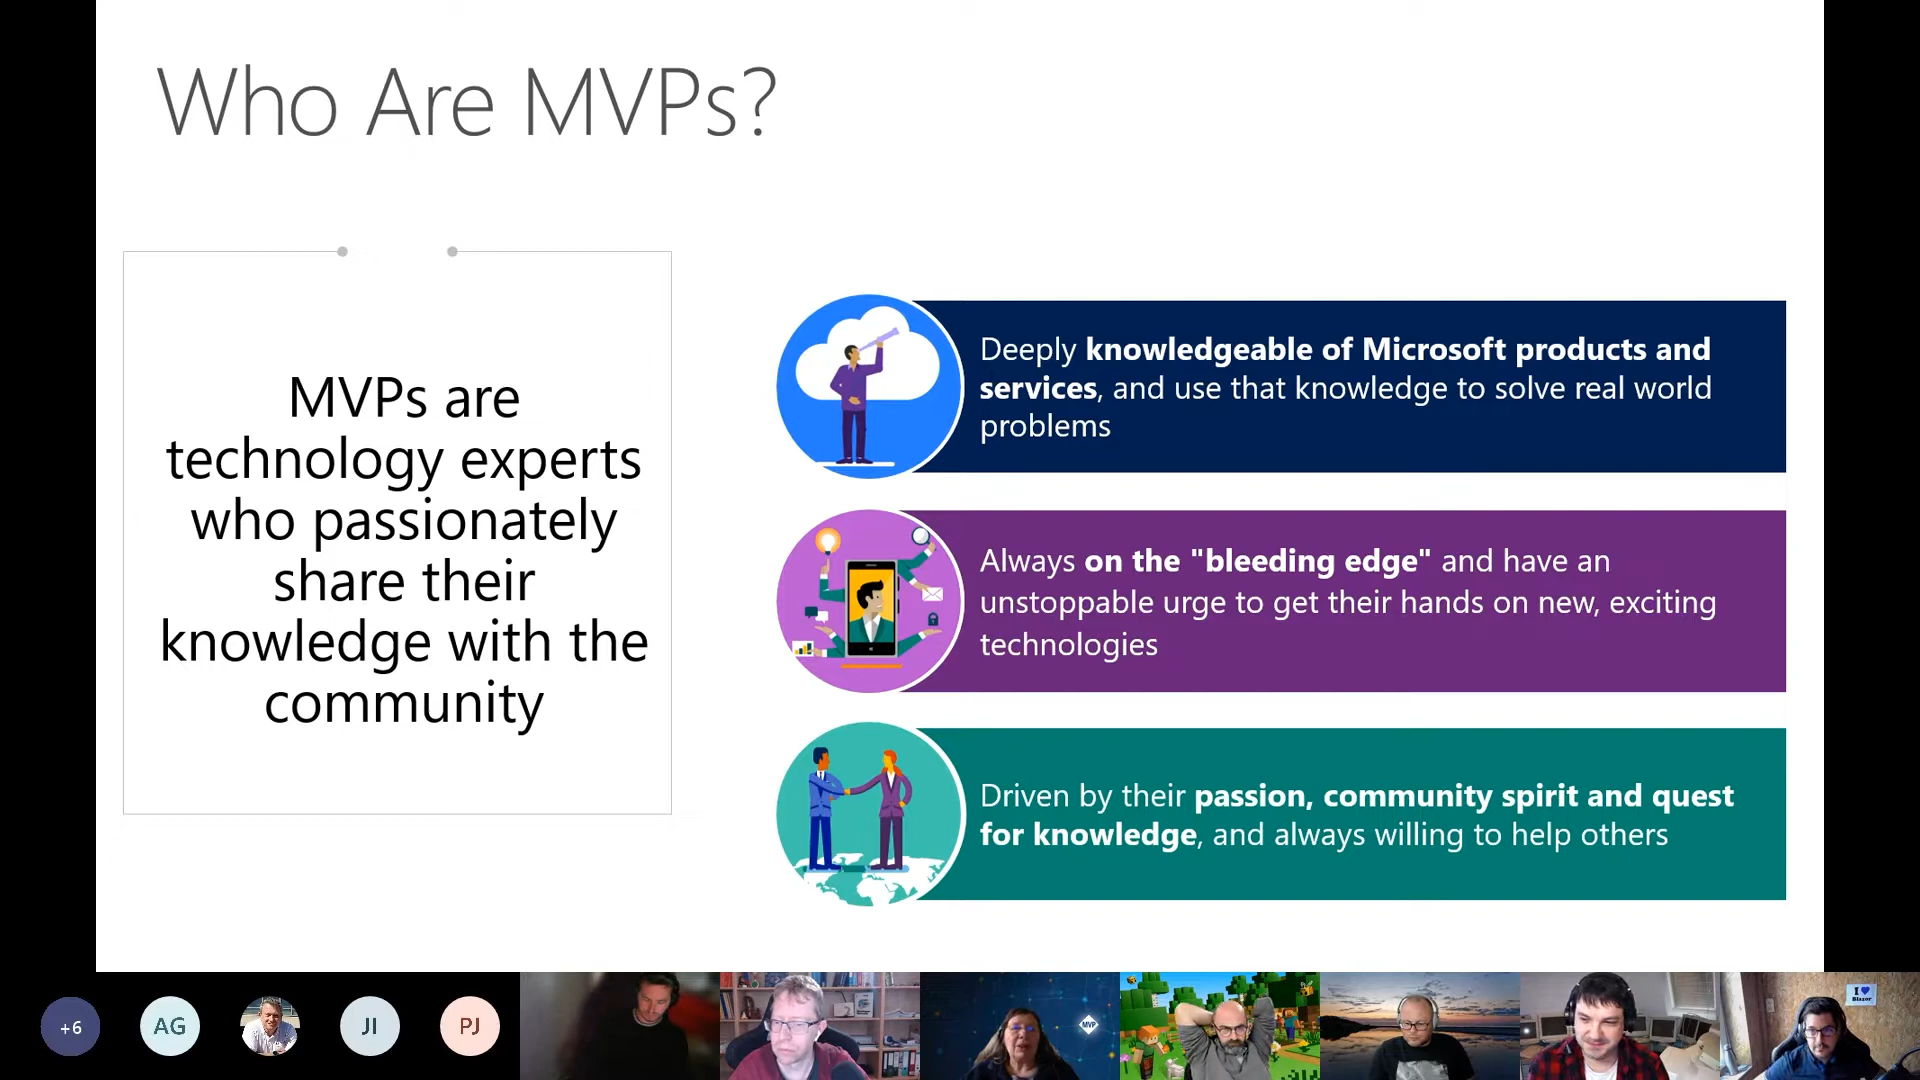 Who Are MVPs?
MVPs are
technology experts
who passionately
share their
knowledge with the
community
Deeply knowledgeable of Microsoft products and
services, and use that knowledge to solve real world
problems
Always on the "bleeding edge" and have an
unstoppable urge to get their hands on new, exciting
technologies
Driven by their passion, community spirit and quest
for knowledge, and always willing to help others
+6
AG
JI
PJ
MVP
I
Blazor